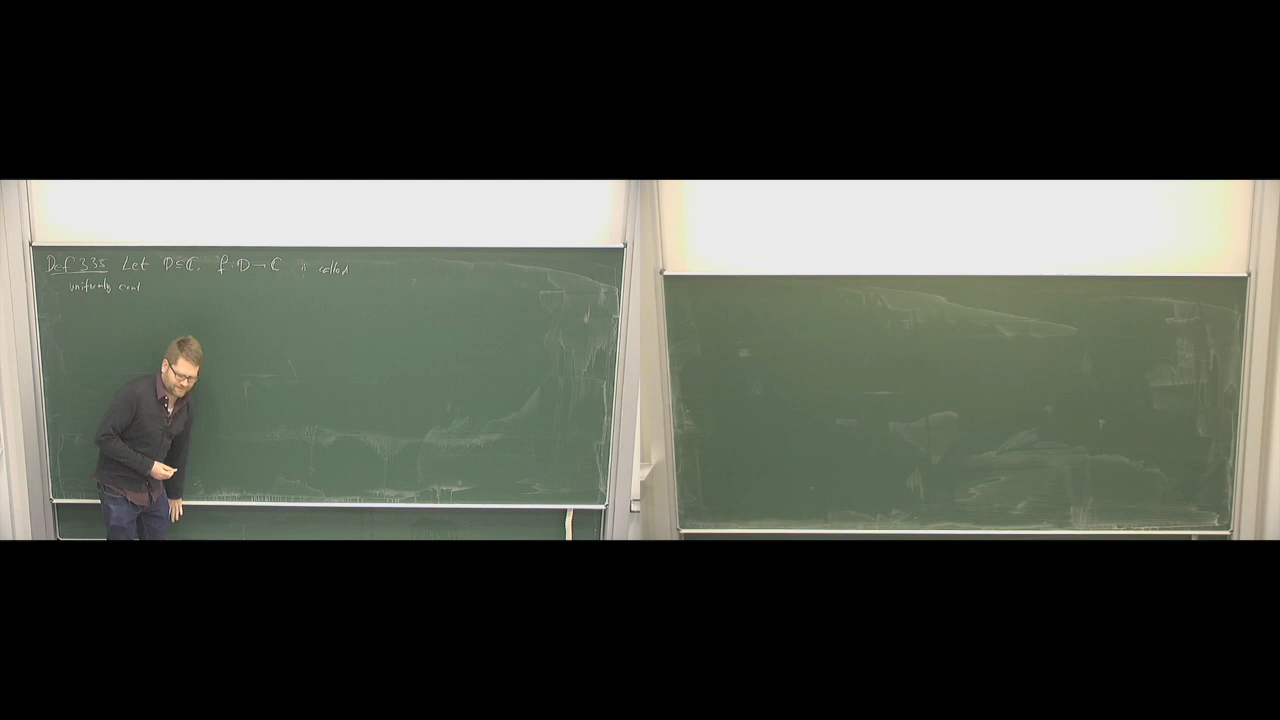 Def 3.35 Let D⊆ℂ, f:D→ℂ is called
uniformly cont